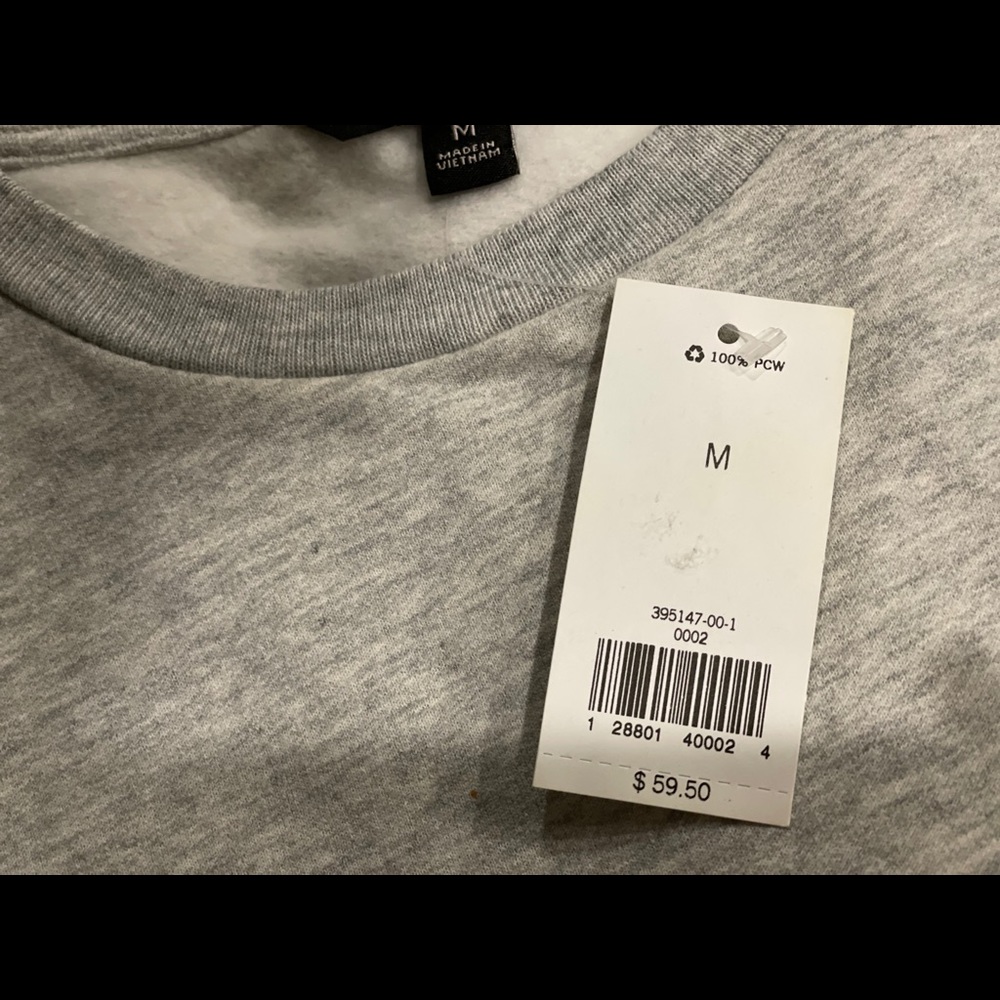 M
MADE IN
VIETNAM
100% PCW
M
395147-00-1
0002
1 28801 40002 4
$ 59.50